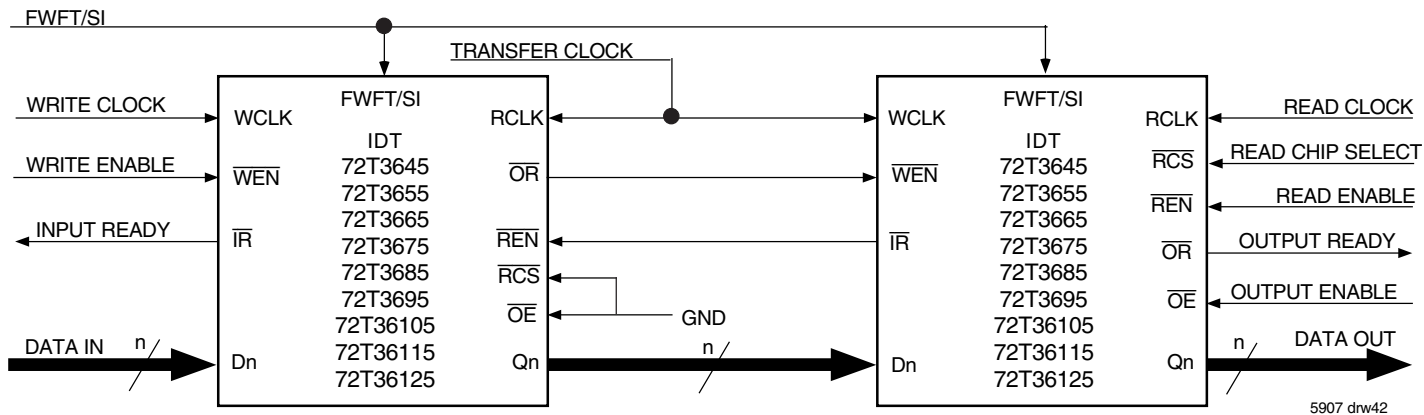 FWFT/SI
TRANSFER CLOCK
WRITE CLOCK
WRITE ENABLE
INPUT READY
DATA IN
n
FWFT/SI
WCLK
WEN
IR
Dn
IDT
72T3645
72T3655
72T3665
72T3675
72T3685
72T3695
72T36105
72T36115
72T36125
RCLK
OR
REN
RCS
OE
Qn
GND
n
FWFT/SI
WCLK
WEN
IR
Dn
IDT
72T3645
72T3655
72T3665
72T3675
72T3685
72T3695
72T36105
72T36115
72T36125
RCLK
RCS
REN
OR
OE
Qn
READ CLOCK
READ CHIP SELECT
READ ENABLE
OUTPUT READY
OUTPUT ENABLE
n
DATA OUT
5907 drw42